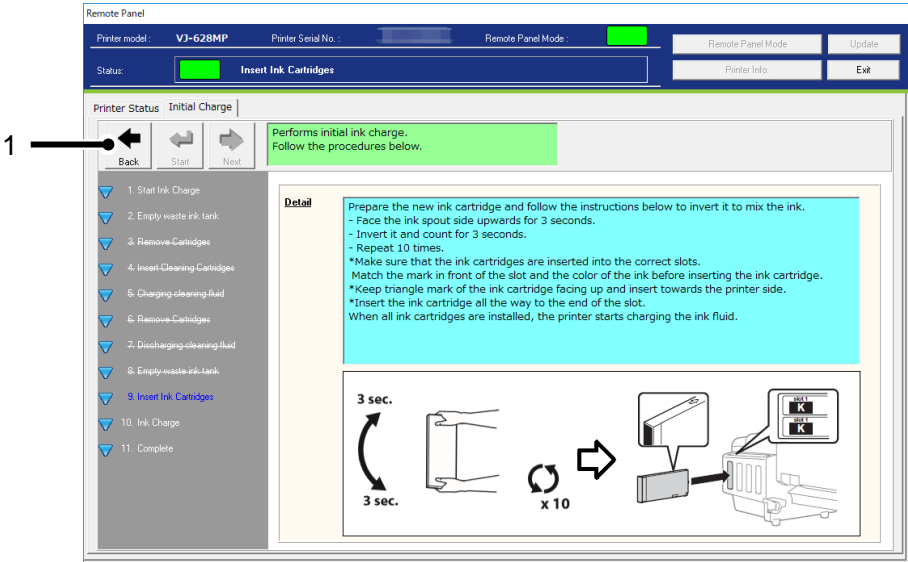 Remote Panel
Printer model : VJ-628MP Printer Serial No. : Remote Panel Mode : Remote Panel Mode Update
Status: Insert Ink Cartridges Printer Info. Exit
Printer Status Initial Charge
1
Back Start Next
Performs initial ink charge.
Follow the procedures below.
1. Start Ink Charge
2. Empty waste ink tank
3. Remove Cartridges
4. Insert Cleaning Cartridges
5. Charging cleaning fluid
6. Remove Cartridges
7. Discharging cleaning fluid
8. Empty waste ink tank
9. Insert Ink Cartridges
10. Ink Charge
11. Complete
Detail
Prepare the new ink cartridge and follow the instructions below to invert it to mix the ink.
- Face the ink spout side upwards for 3 seconds.
- Invert it and count for 3 seconds.
- Repeat 10 times.
*Make sure that the ink cartridges are inserted into the correct slots.
Match the mark in front of the slot and the color of the ink before inserting the ink cartridge.
*Keep triangle mark of the ink cartridge facing up and insert towards the printer side.
*Insert the ink cartridge all the way to the end of the slot.
When all ink cartridges are installed, the printer starts charging the ink fluid.
3 sec.
3 sec.
x 10
slot 1
K
slot 1
K